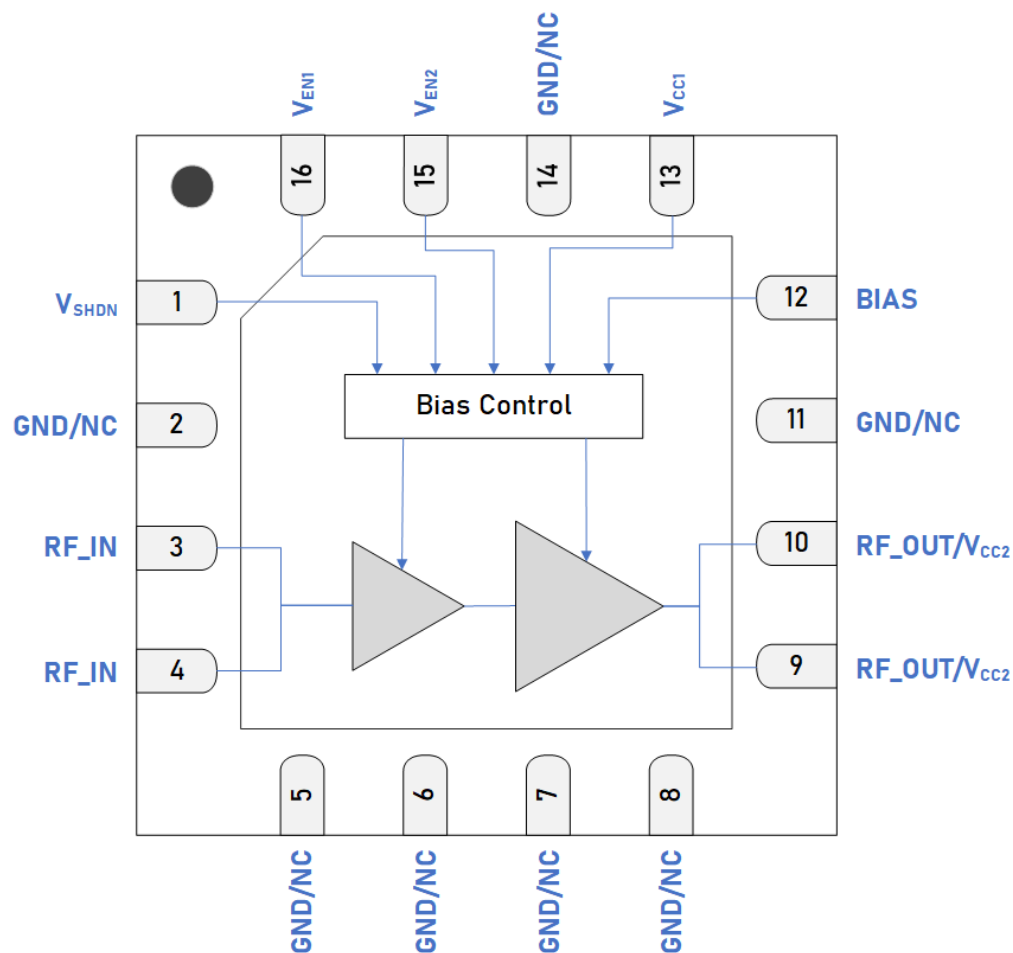 GND/NC
VEN1
VEN2
VCC1
16
15
14
13
VSHDN
1
12
BIAS
GND/NC
2
11
GND/NC
Bias Control
RF_IN
3
10
RF_OUT/VCC2
RF_IN
4
9
RF_OUT/VCC2
5
6
7
8
GND/NC
GND/NC
GND/NC
GND/NC